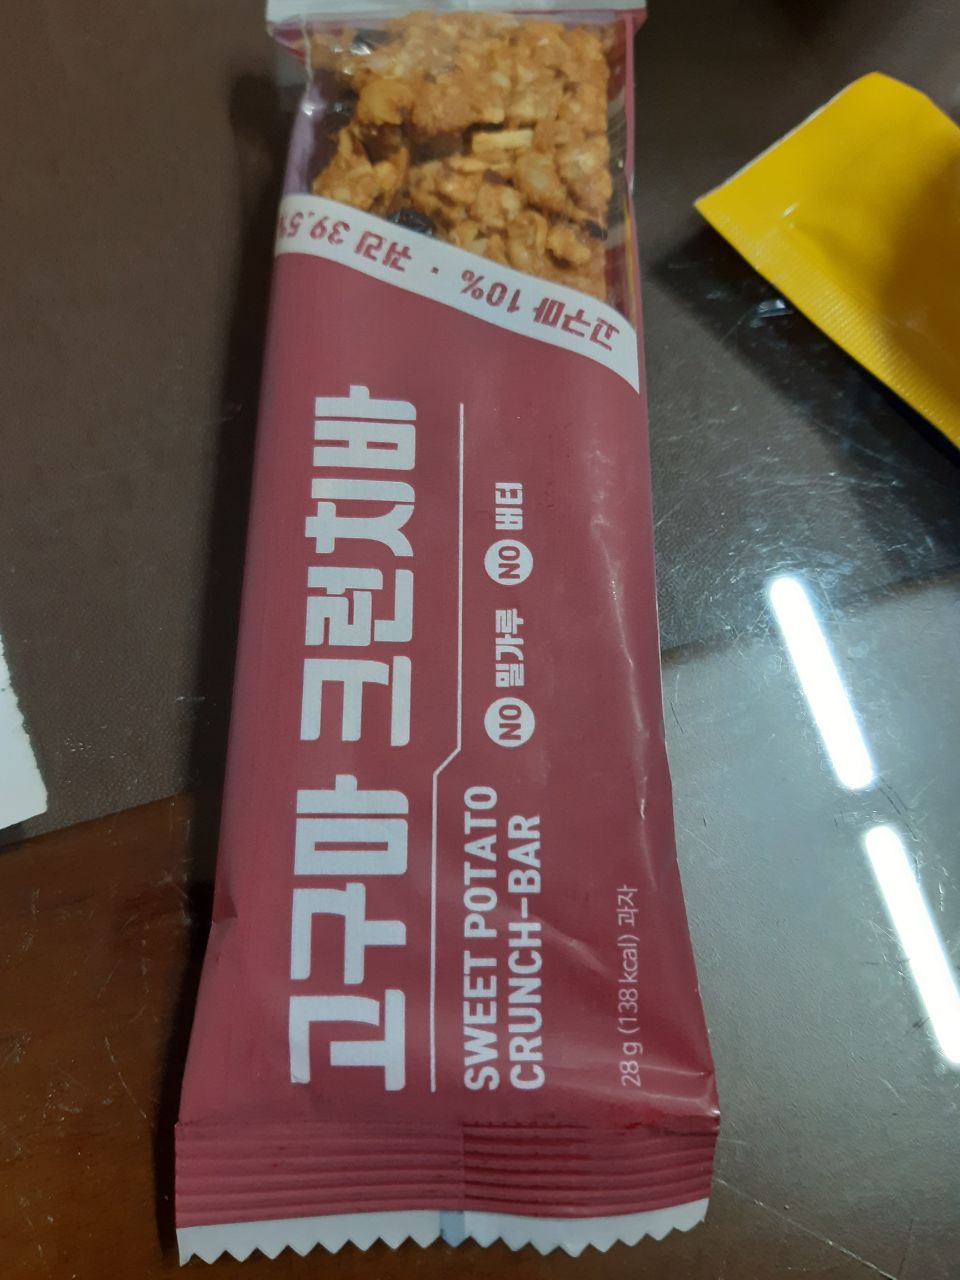 고구마 크런치바
SWEET POTATO
CRUNCH-BAR
NO 밀가루 NO 버터
28 g (138 kcal) 과자
고구마 10% · 귀리 39.5%